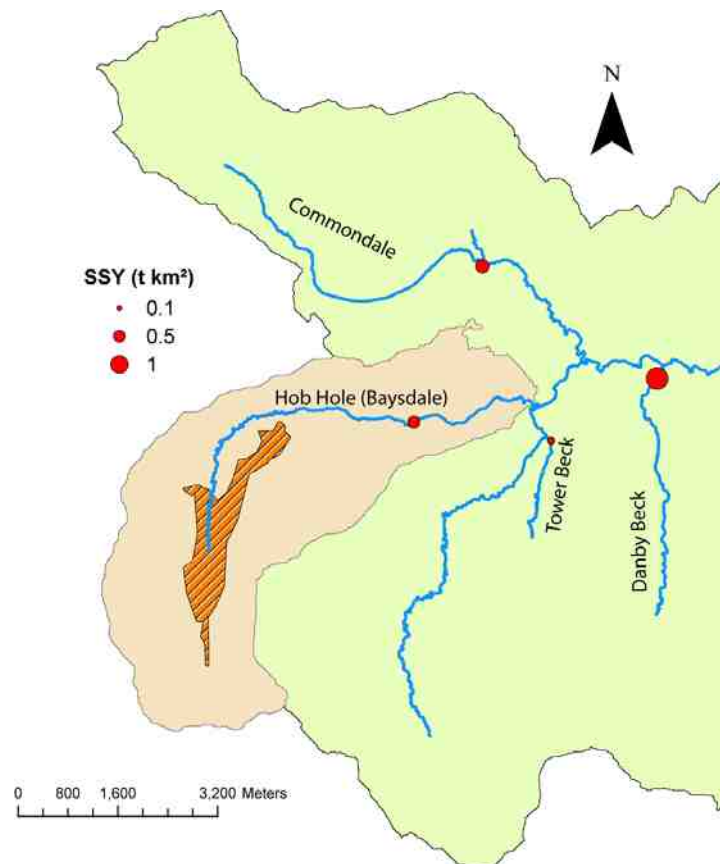 N
Commondale
SSY (t km²)
0.1
0.5
1
Hob Hole (Baysdale)
Tower Beck
Danby Beck
0 800 1,600 3,200 Meters